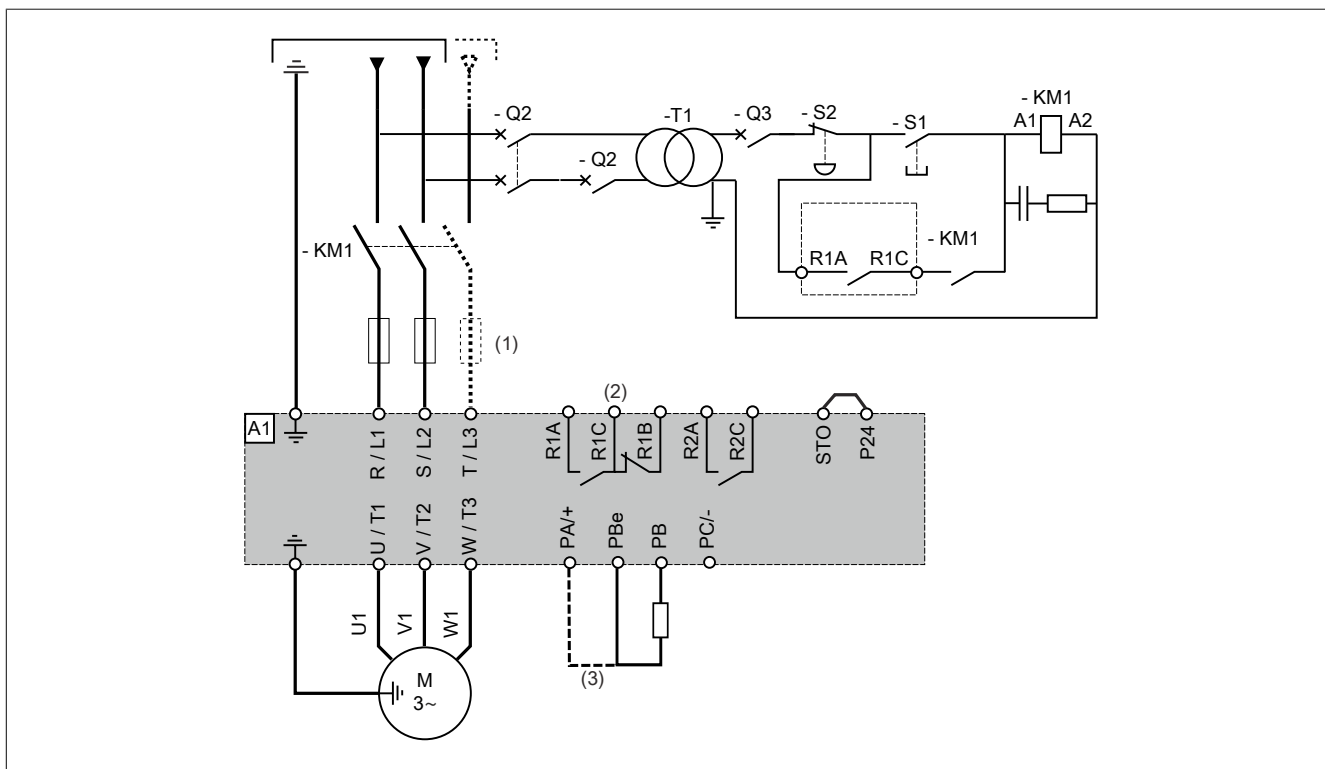 - Q2
-T1
- Q3
- S2
- S1
- KM1
A1
A2
- Q2
- KM1
- KM1
R1A
R1C
(1)
(2)
A1
R / L1
S / L2
T / L3
R1A
R1C
R1B
R2A
R2C
STO
P24
U / T1
V / T2
W / T3
PA/+
PBe
PB
PC/-
U1
V1
W1
(3)
M
3~